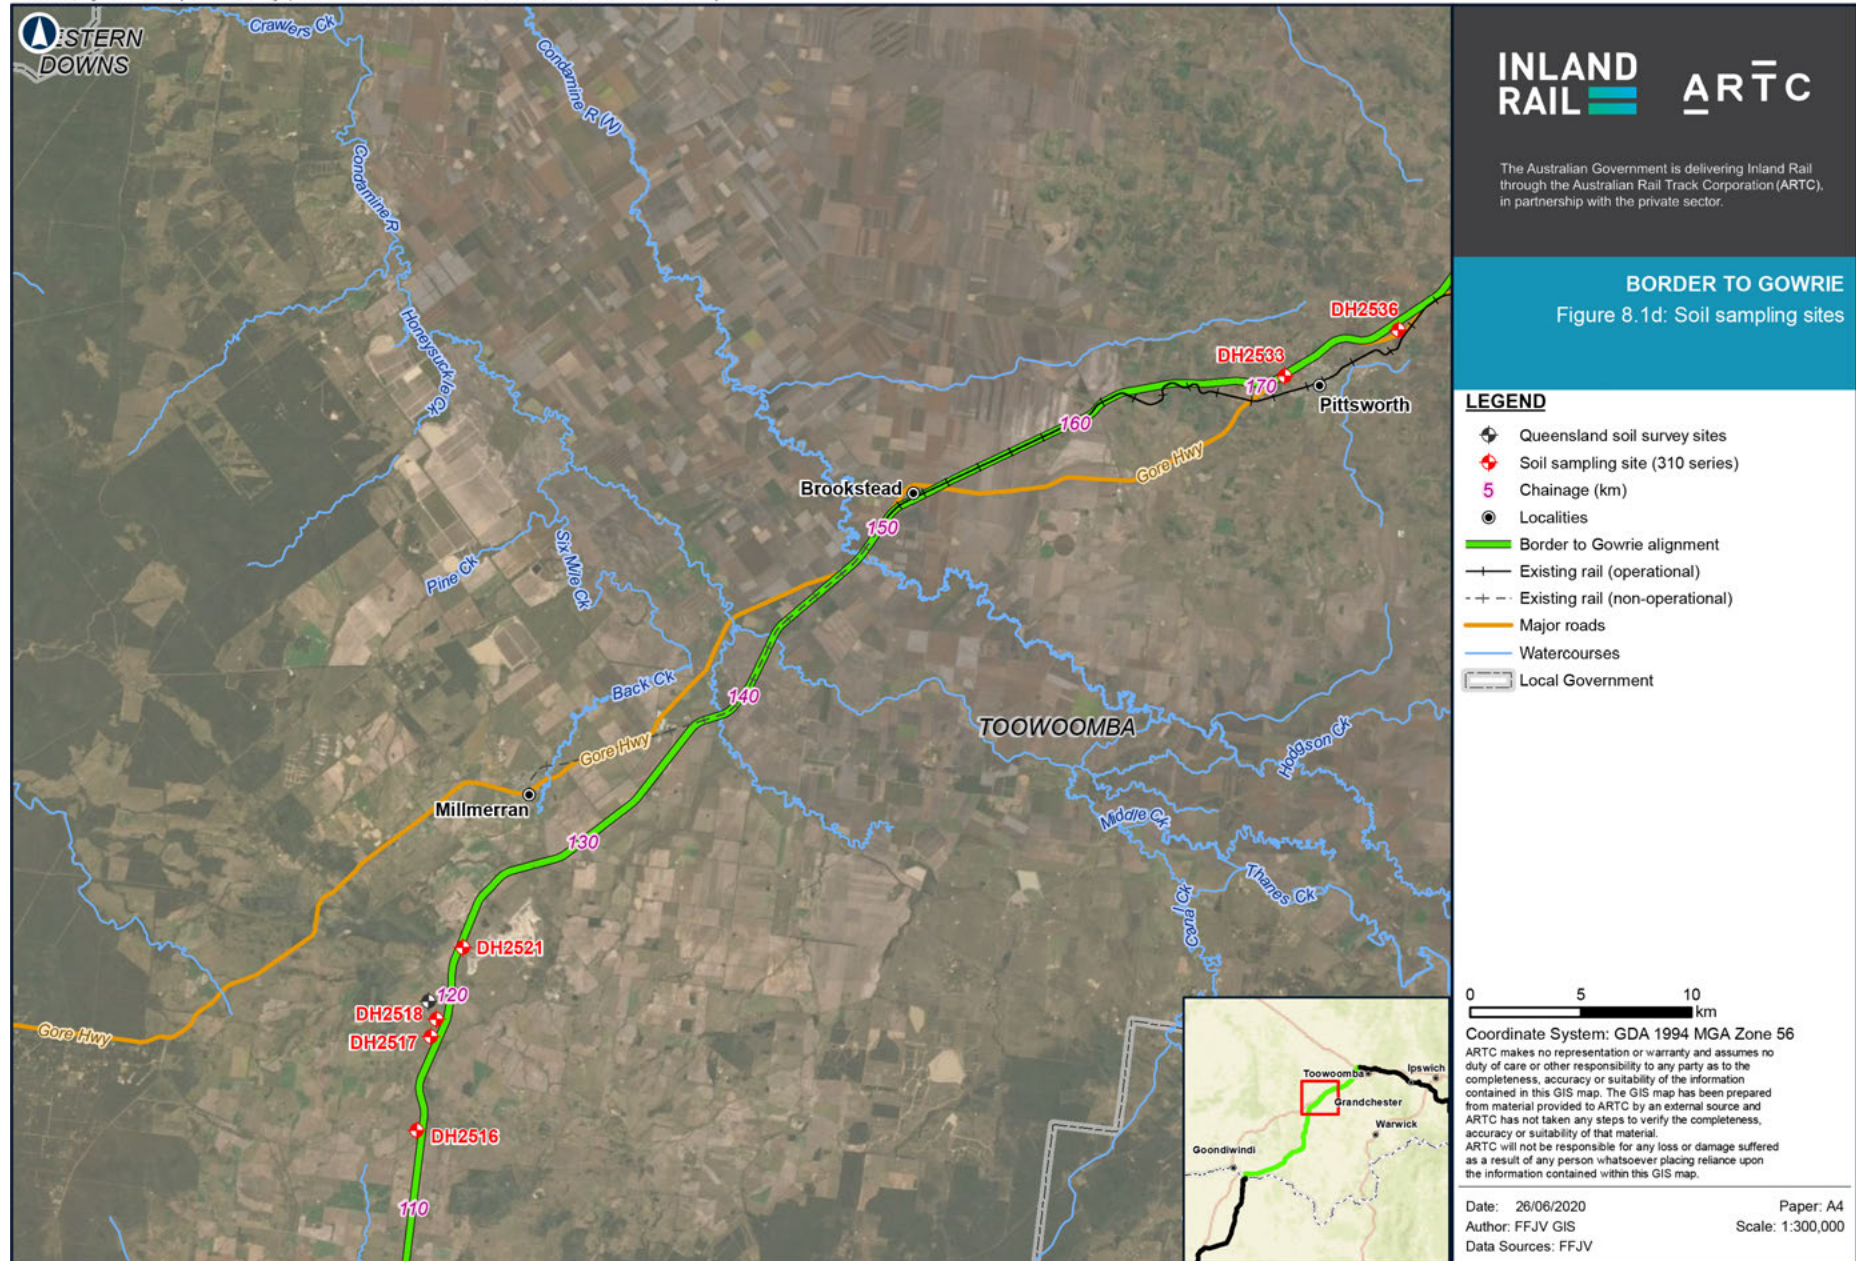 WESTERN
DOWNS
Crawlers Ck
Condamine R (N)
Condamine R
Honeysuckle Ck
DH2536
DH2533
170
Pittsworth
160
Gore Hwy
Brookstead
150
Six Mile Ck
Pine Ck
Back Ck
140
TOOWOOMBA
Hodgson Ck
Gore Hwy
Millmerran
Middle Ck
130
Thanes Ck
Canal Ck
DH2521
120
DH2518
DH2517
Gore Hwy
DH2516
110
Toowoomba
Ipswich
Grandchester
Warwick
Goondiwindi
INLAND
RAIL
ARTC
The Australian Government is delivering Inland Rail
through the Australian Rail Track Corporation (ARTC),
in partnership with the private sector.
BORDER TO GOWRIE
Figure 8.1d: Soil sampling sites
LEGEND
Queensland soil survey sites
Soil sampling site (310 series)
5 Chainage (km)
Localities
Border to Gowrie alignment
Existing rail (operational)
Existing rail (non-operational)
Major roads
Watercourses
Local Government
0 5 10
km
Coordinate System: GDA 1994 MGA Zone 56
ARTC makes no representation or warranty and assumes no
duty of care or other responsibility to any party as to the
completeness, accuracy or suitability of the information
contained in this GIS map. The GIS map has been prepared
from material provided to ARTC by an external source and
ARTC has not taken any steps to verify the completeness,
accuracy or suitability of that material.
ARTC will not be responsible for any loss or damage suffered
as a result of any person whatsoever placing reliance upon
the information contained within this GIS map.
Date: 26/06/2020 Paper: A4
Author: FFJV GIS Scale: 1:300,000
Data Sources: FFJV